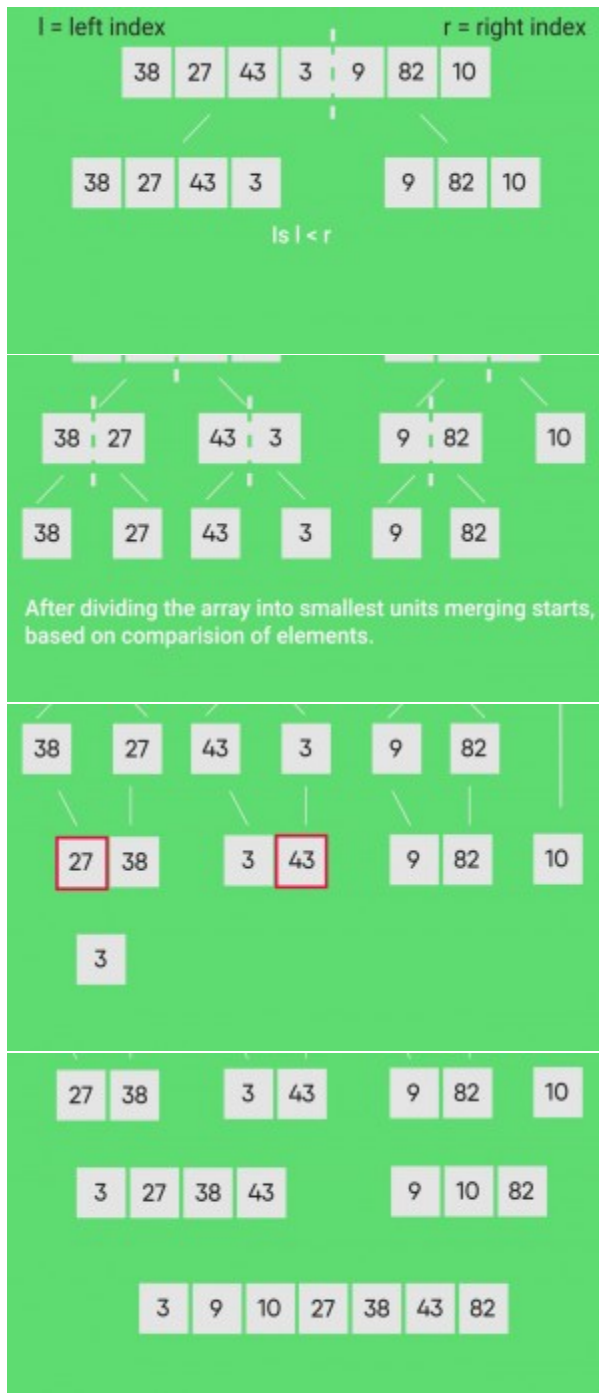 l = left index r = right index
38 27 43 3 9 82 10
38 27 43 3 9 82 10
Is l < r
38 27 43 3 9 82 10
38 27 43 3 9 82
After dividing the array into smallest units merging starts,
based on comparision of elements.
38 27 43 3 9 82
27 38 3 43 9 82 10
3
27 38 3 43 9 82 10
3 27 38 43 9 10 82
3 9 10 27 38 43 82